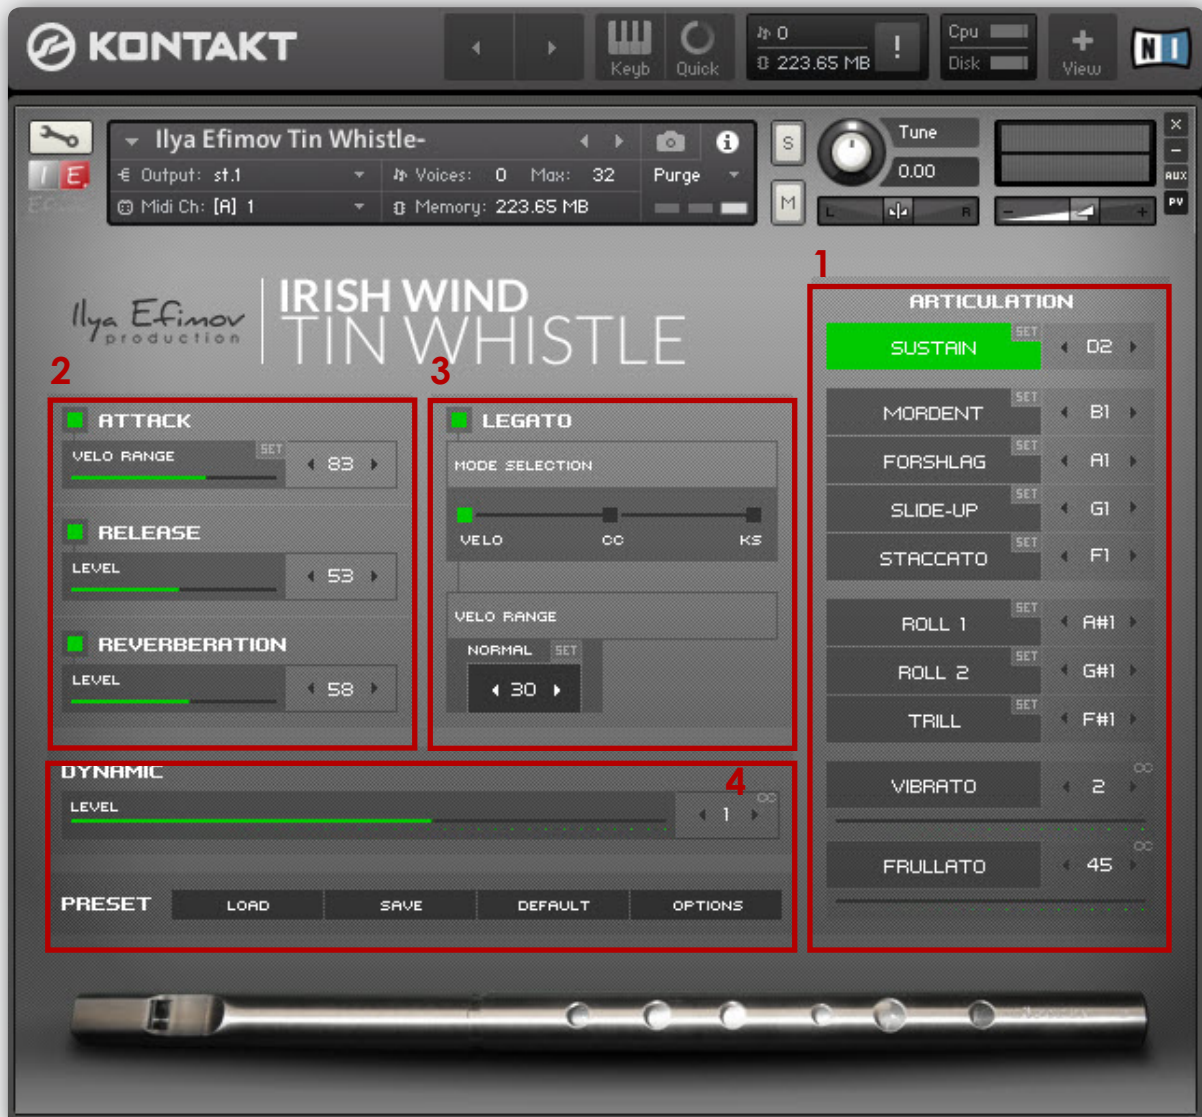 KONTAKT
Keyb
Quick
0
223.65 MB
!
Cpu
Disk
+
View
NI
Ilya Efimov Tin Whistle-
i
S
Tune
0.00
X
-
AUX
PV
I E
Output: st.1
Voices: 0 Max: 32
Purge
Midi Ch: [A] 1
Memory: 223.65 MB
M
L R
- +
1
Ilya Efimov
production
IRISH WIND
TIN WHISTLE
ARTICULATION
SUSTAIN SET D2
MORDENT SET B1
FORSHLAG SET A1
SLIDE-UP SET G1
STACCATO SET F1
ROLL 1 SET A#1
ROLL 2 SET G#1
TRILL SET F#1
VIBRATO 2 CC
FRULLATO 45 CC
2
ATTACK
VELO RANGE SET 83
RELEASE
LEVEL 53
REVERBERATION
LEVEL 58
3
LEGATO
MODE SELECTION
VELO CC KS
VELO RANGE
NORMAL SET
30
DYNAMIC
4
LEVEL 1 CC
PRESET LOAD SAVE DEFAULT OPTIONS